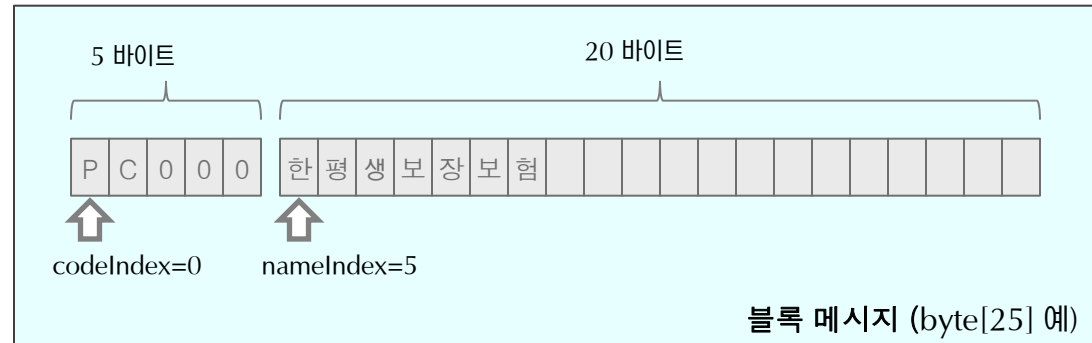 5 바이트 20 바이트
P C 0 0 0 한 평 생 보 장 보 험
codeIndex=0 nameIndex=5
블록 메시지 (byte[25] 예)